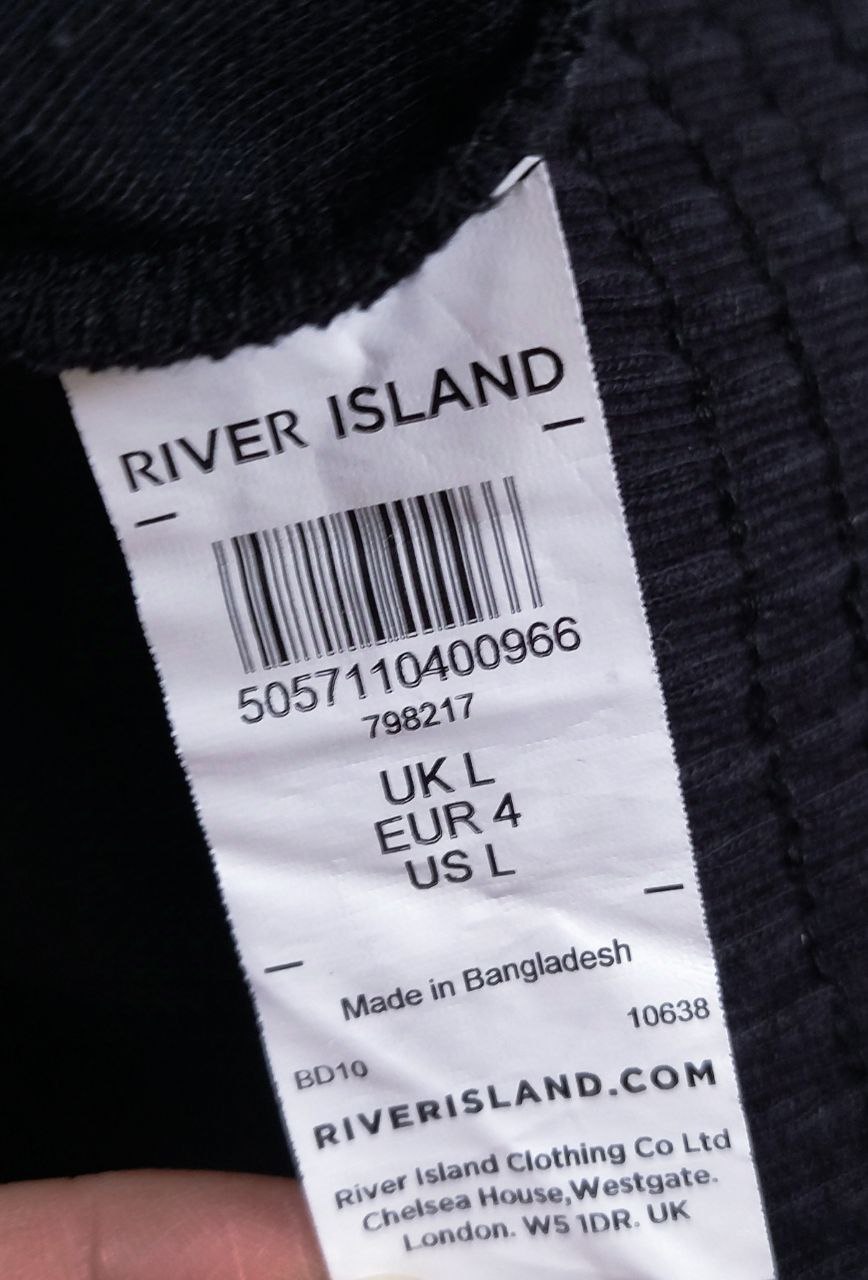 RIVER ISLAND
5057110400966
798217
UK L
EUR 4
US L
Made in Bangladesh
10638
BD10
RIVERISLAND.COM
River Island Clothing Co Ltd
Chelsea House,Westgate.
London. W5 1DR. UK